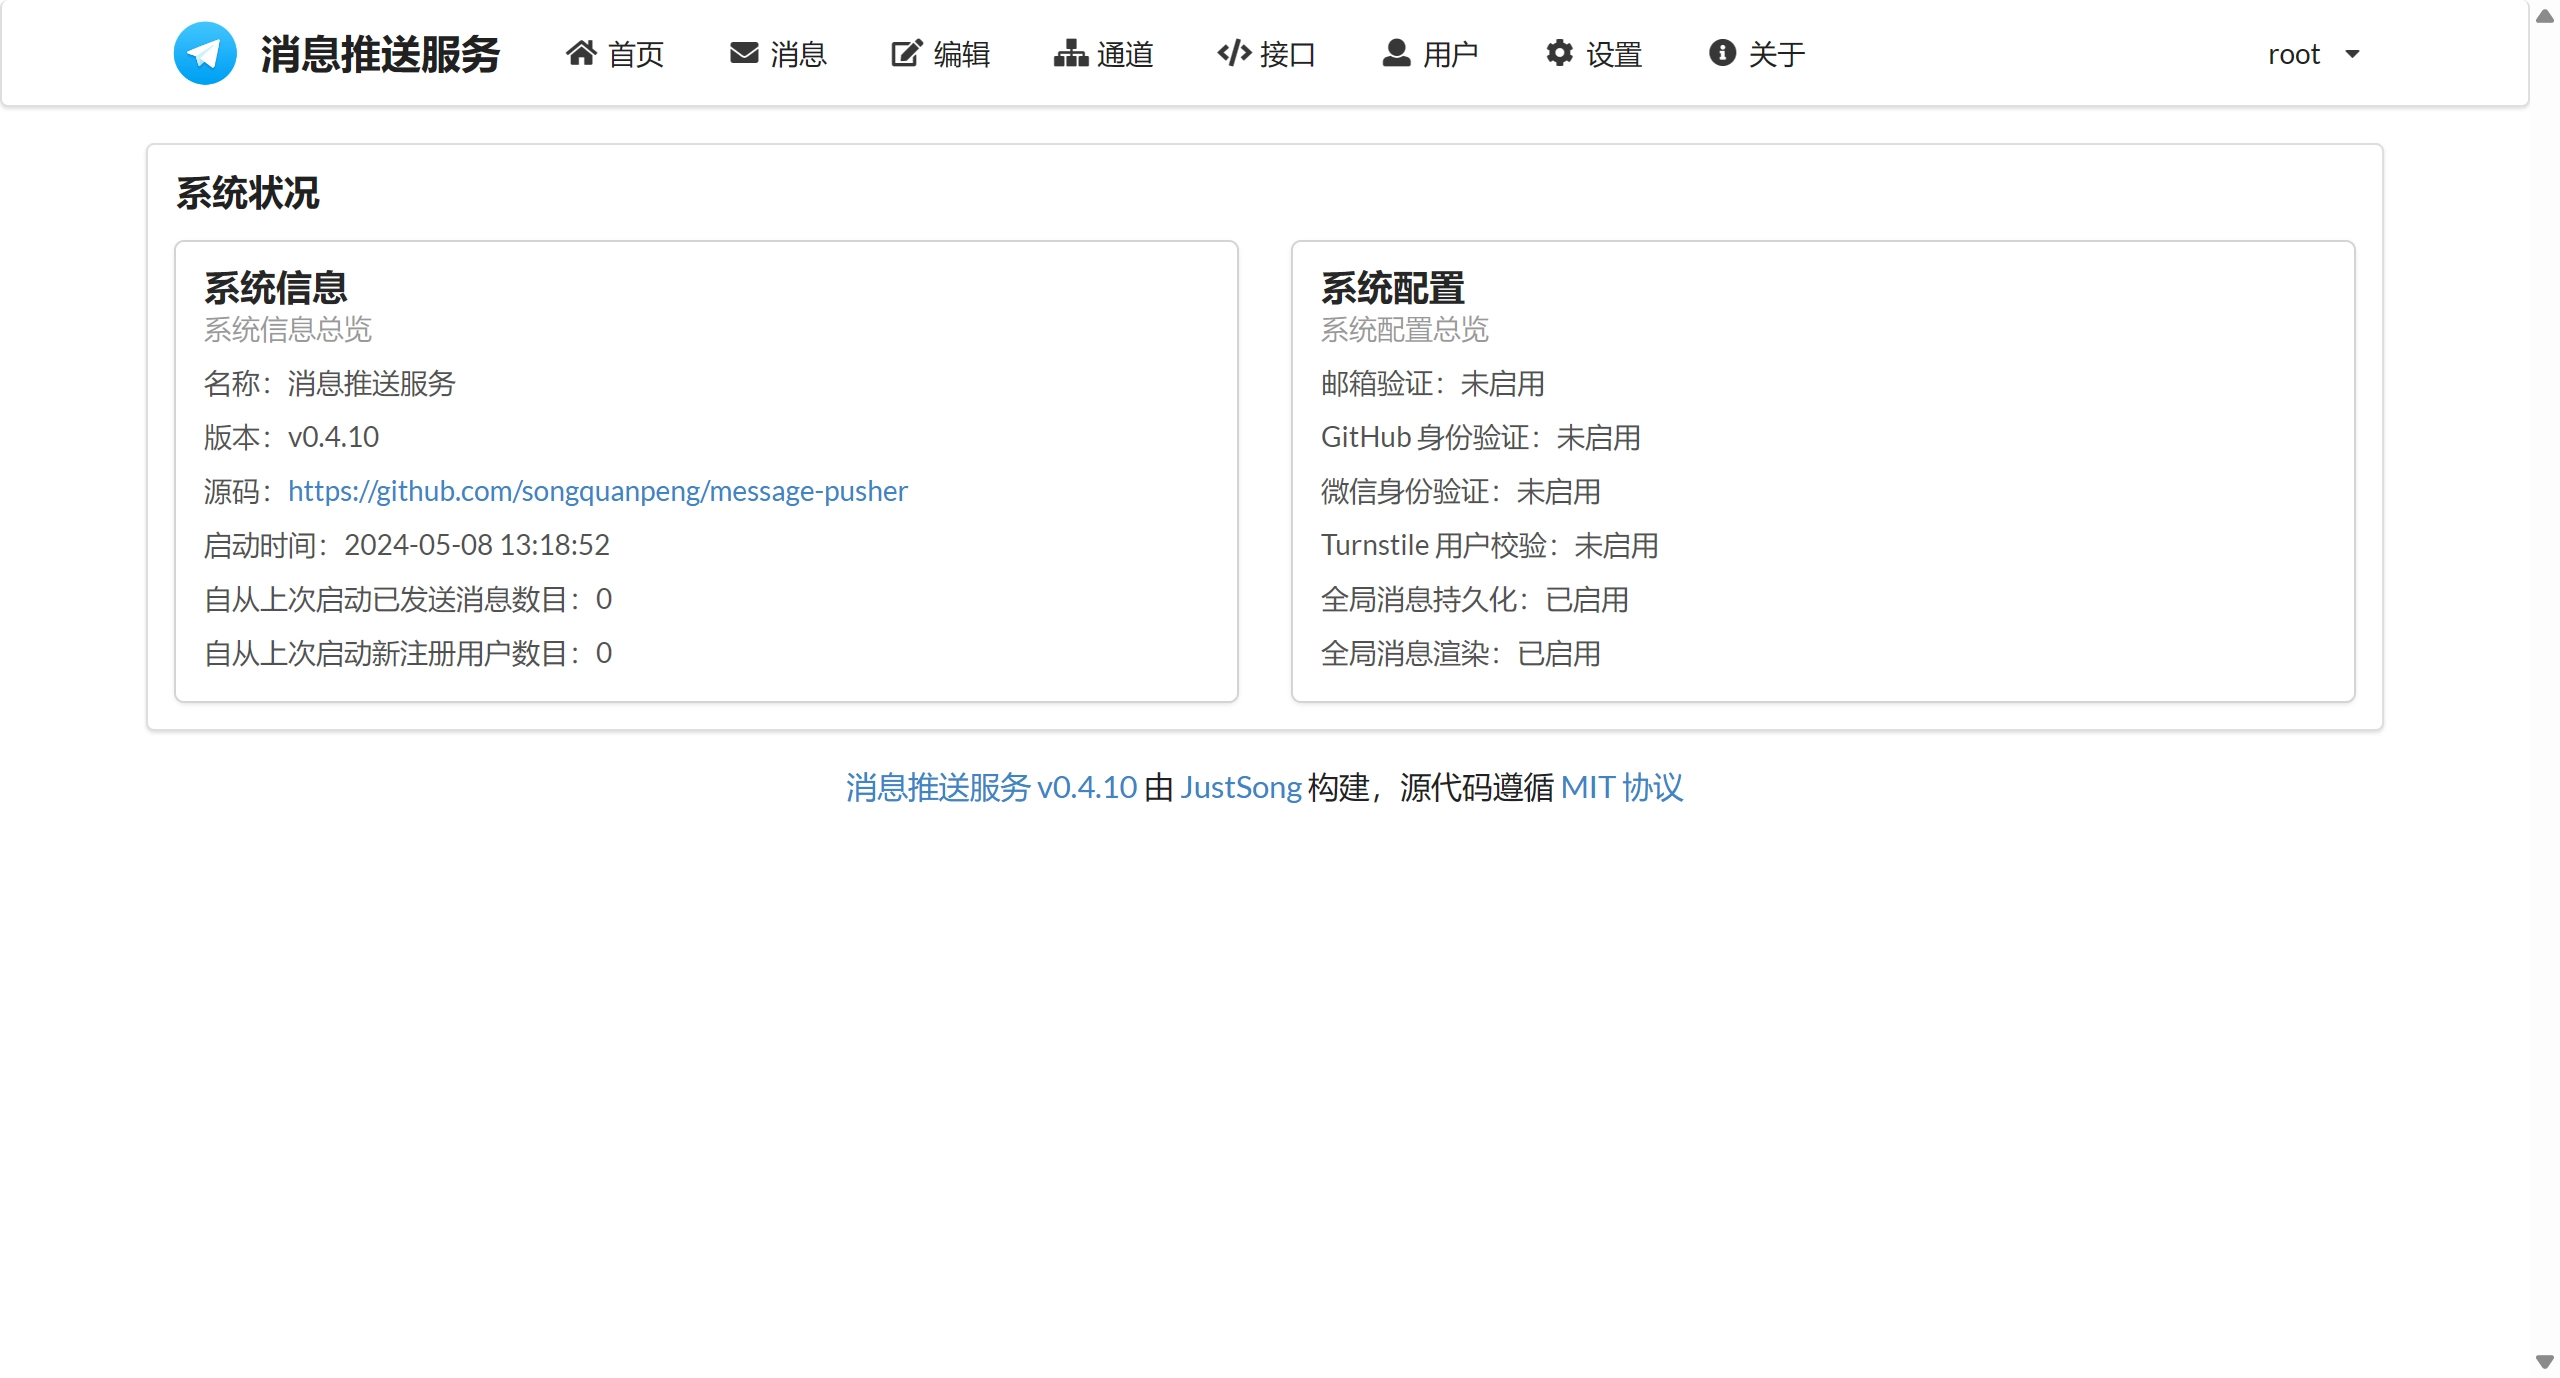 消息推送服务 首页 消息 编辑 通道 接口 用户 设置 关于 root
系统状况
系统信息
系统信息总览
名称：消息推送服务
版本：v0.4.10
源码：https://github.com/songquanpeng/message-pusher
启动时间：2024-05-08 13:18:52
自从上次启动已发送消息数目：0
自从上次启动新注册用户数目：0
系统配置
系统配置总览
邮箱验证：未启用
GitHub 身份验证：未启用
微信身份验证：未启用
Turnstile 用户校验：未启用
全局消息持久化：已启用
全局消息渲染：已启用
消息推送服务 v0.4.10 由 JustSong 构建，源代码遵循 MIT 协议